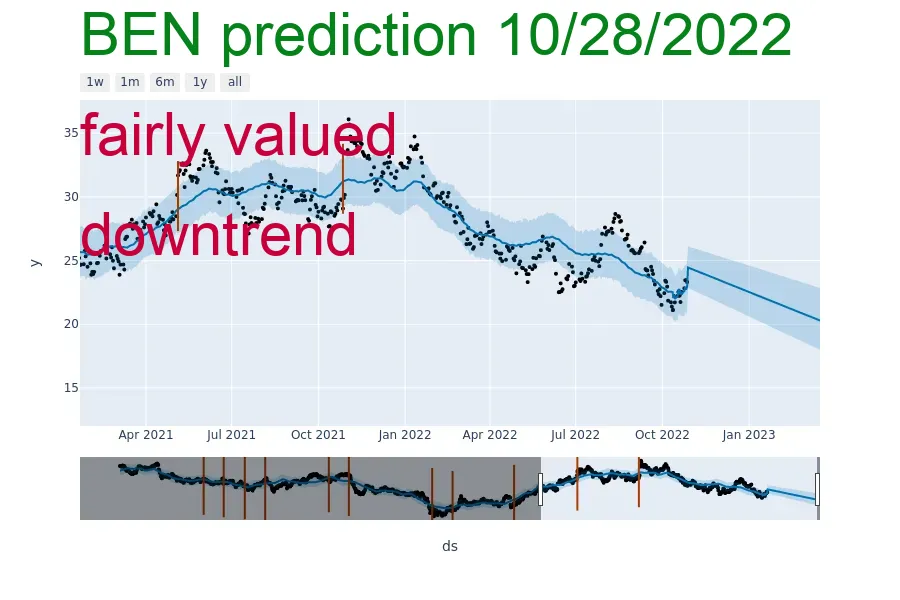 BEN prediction 10/28/2022
1w 1m 6m 1y all
fairly valued
downtrend
35
30
25
20
15
y
Apr 2021 Jul 2021 Oct 2021 Jan 2022 Apr 2022 Jul 2022 Oct 2022 Jan 2023
ds